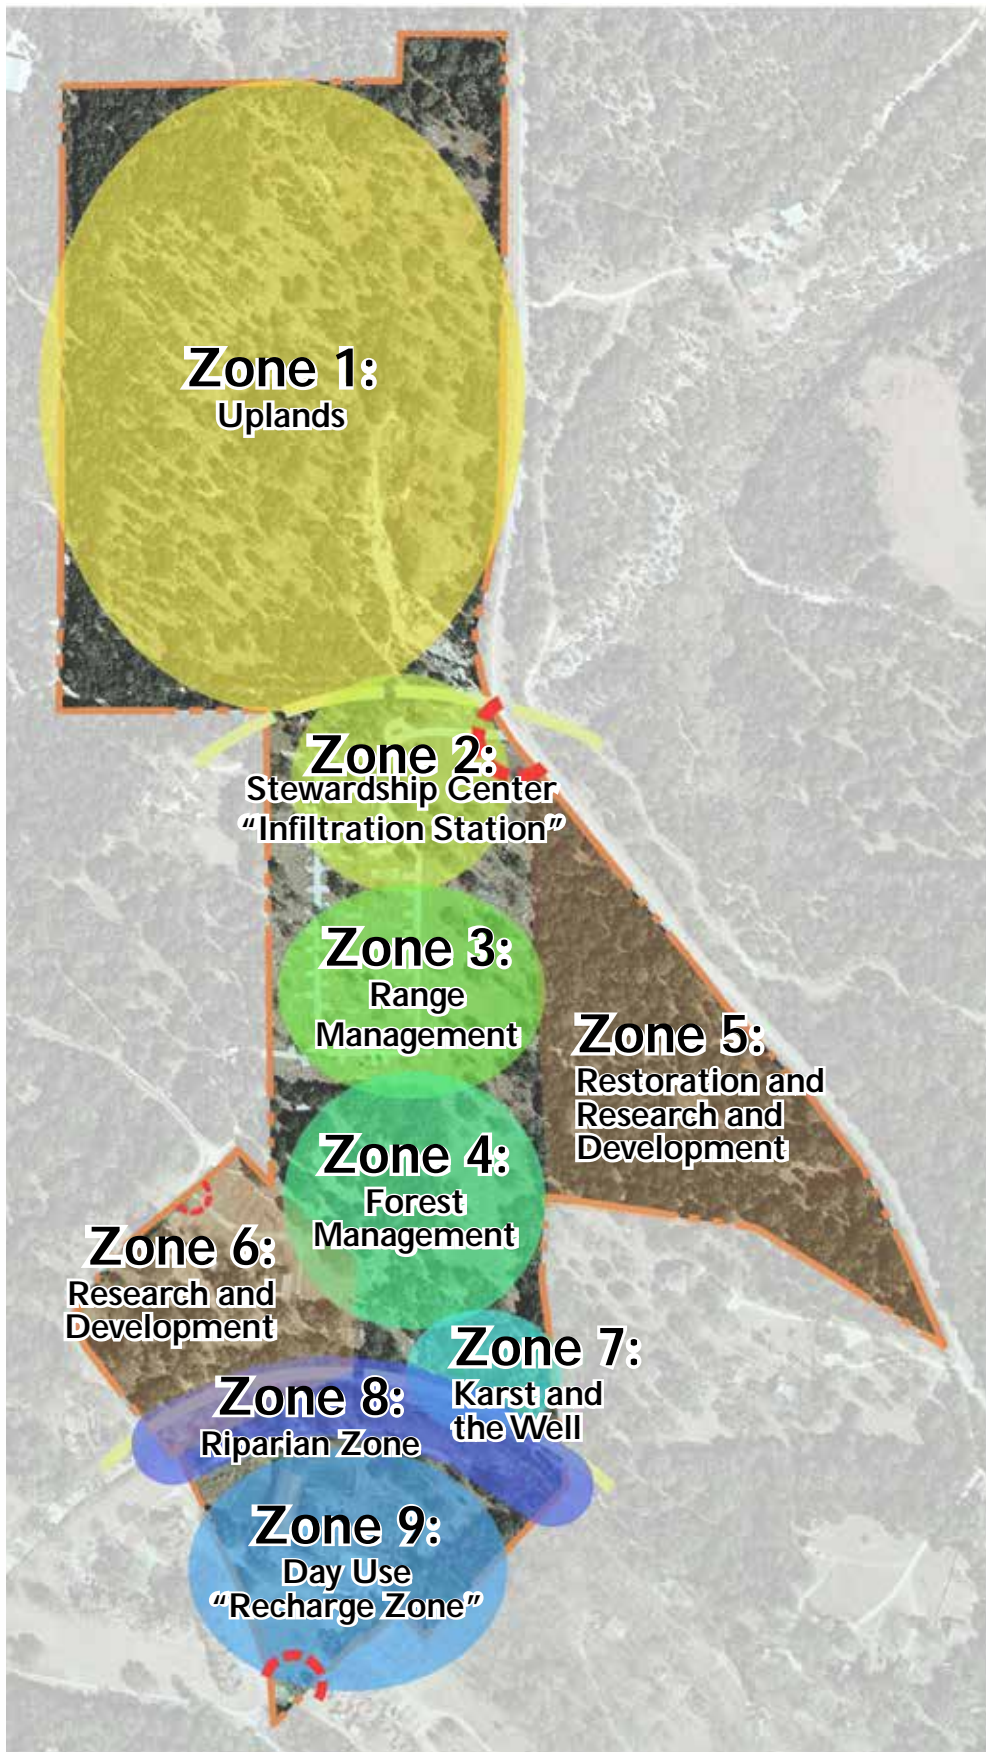 Zone 1:
Uplands
Zone 2:
Stewardship Center
“Infiltration Station”
Zone 3:
Range
Management
Zone 4:
Forest
Management
Zone 5:
Restoration and
Research and
Development
Zone 6:
Research and
Development
Zone 7:
Karst and
the Well
Zone 8:
Riparian Zone
Zone 9:
Day Use
“Recharge Zone”